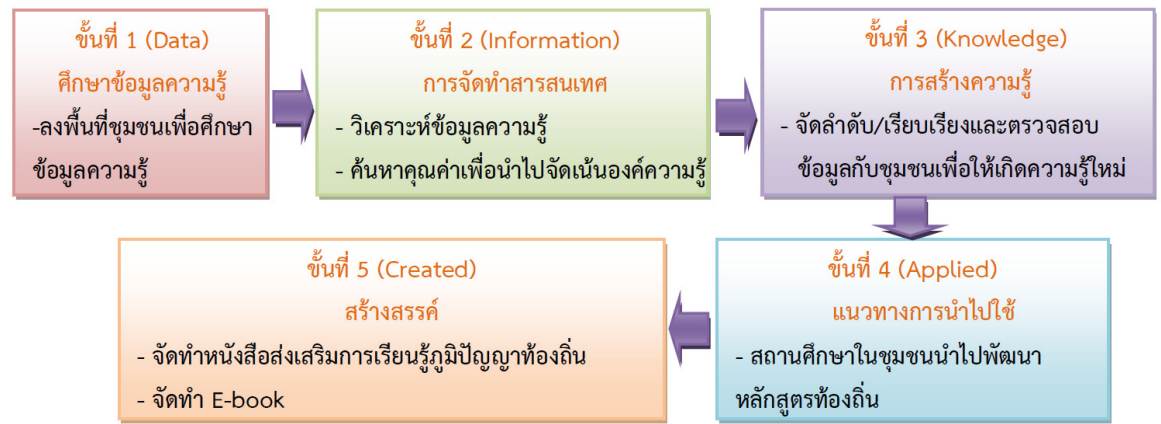 ขั้นที่ 1 (Data)
ศึกษาข้อมูลความรู้
-ลงพื้นที่ชุมชนเพื่อศึกษา
ข้อมูลความรู้
ขั้นที่ 2 (Information)
การจัดทำสารสนเทศ
- วิเคราะห์ข้อมูลความรู้
- ค้นหาคุณค่าเพื่อนำไปจัดเน้นองค์ความรู้
ขั้นที่ 3 (Knowledge)
การสร้างความรู้
- จัดลำดับ/เรียบเรียงและตรวจสอบ
ข้อมูลกับชุมชนเพื่อให้เกิดความรู้ใหม่
ขั้นที่ 4 (Applied)
แนวทางการนำไปใช้
- สถานศึกษาในชุมชนนำไปพัฒนา
หลักสูตรท้องถิ่น
ขั้นที่ 5 (Created)
สร้างสรรค์
- จัดทำหนังสือส่งเสริมการเรียนรู้ภูมิปัญญาท้องถิ่น
- จัดทำ E-book